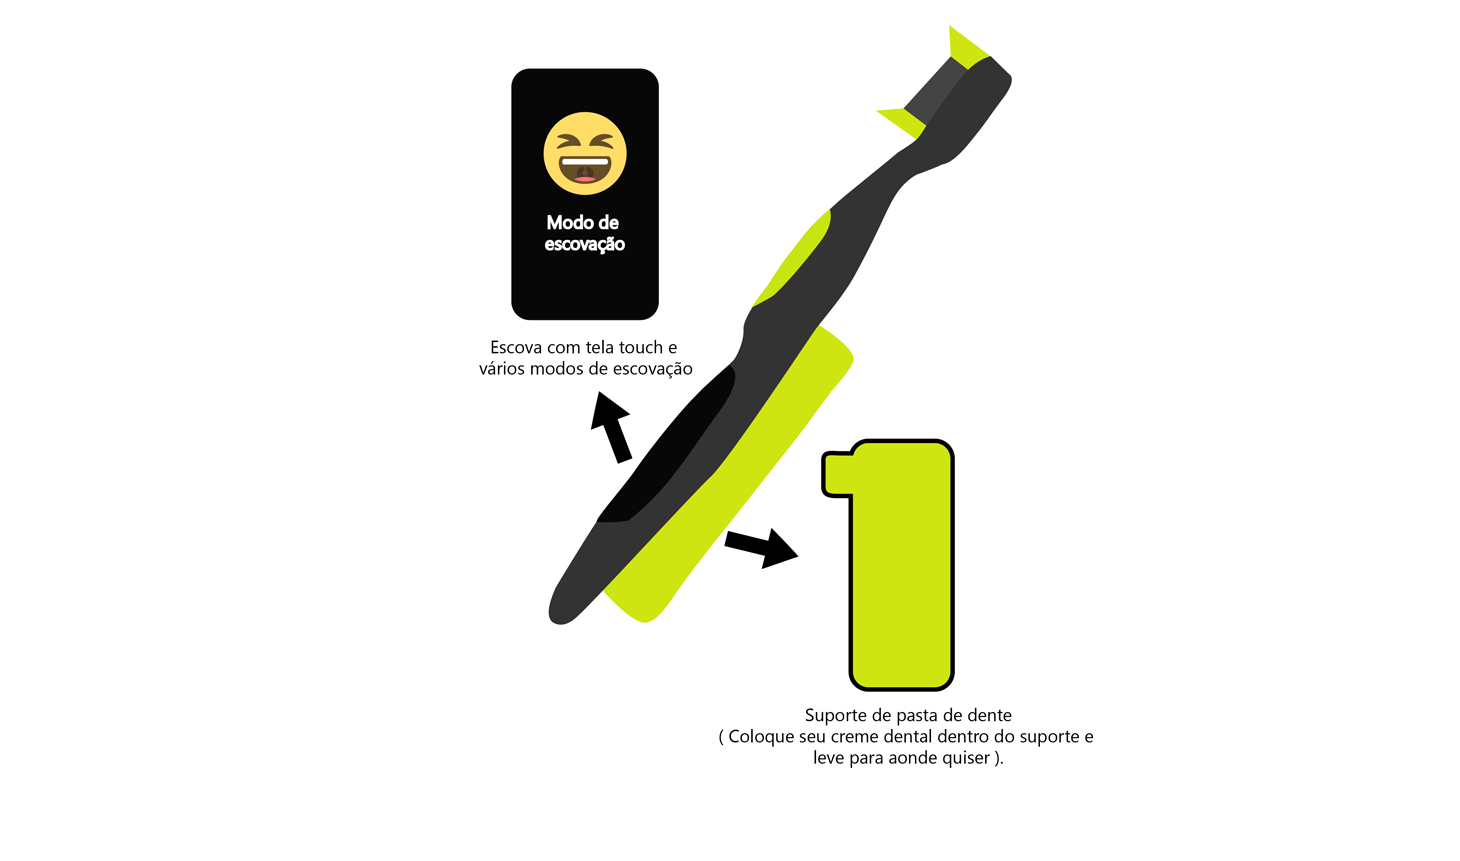 Modo de
escovação
Escova com tela touch e
vários modos de escovação
Suporte de pasta de dente
( Coloque seu creme dental dentro do suporte e
leve para aonde quiser ).